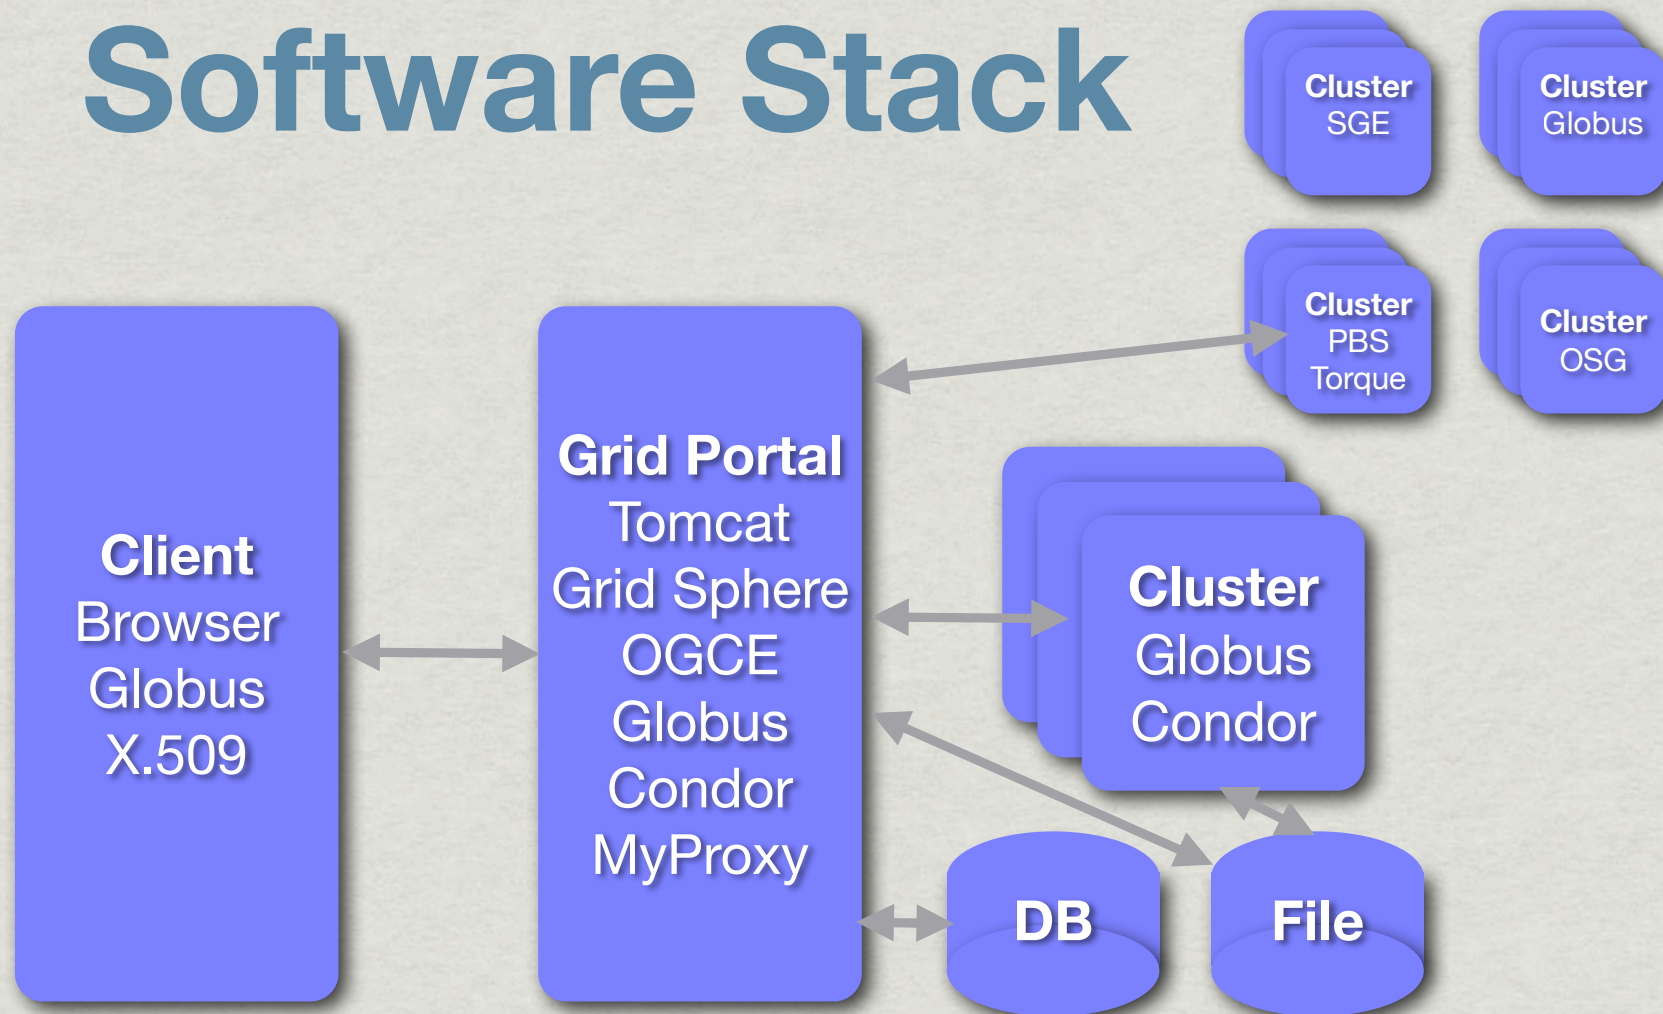 Software Stack
Cluster
SGE
Cluster
Globus
Cluster
PBS
Torque
Cluster
OSG
Client
Browser
Globus
X.509
Grid Portal
Tomcat
Grid Sphere
OGCE
Globus
Condor
MyProxy
Cluster
Globus
Condor
DB
File